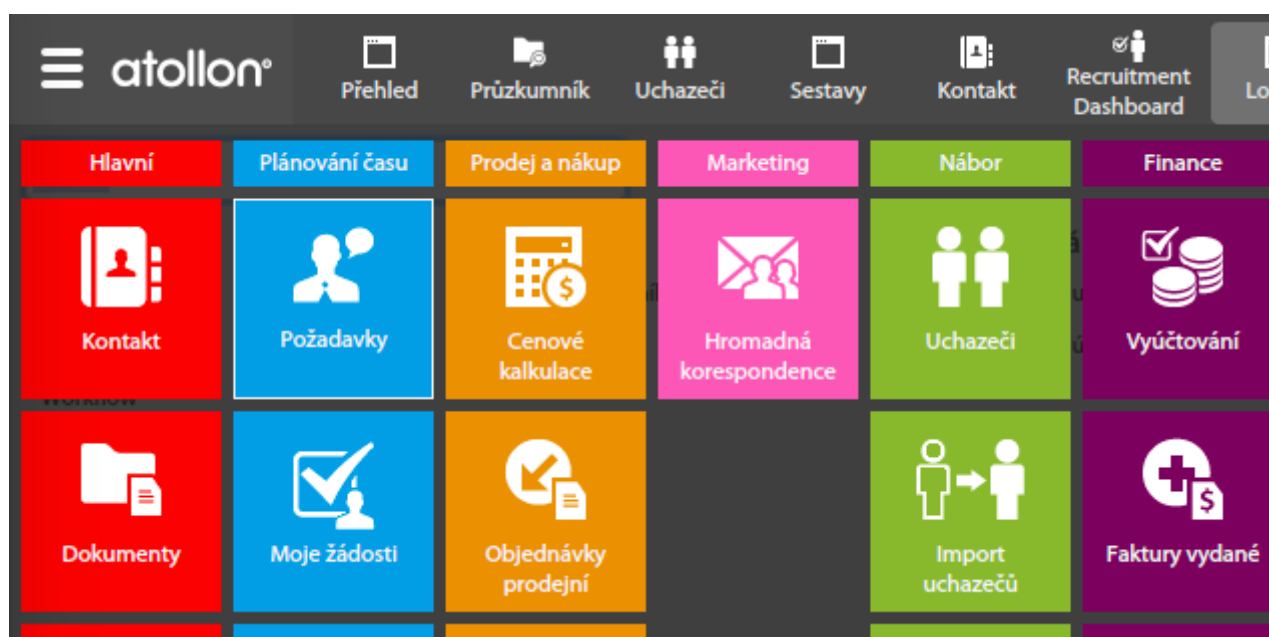 atollon
Přehled
Průzkumník
Uchazeči
Sestavy
Kontakt
Recruitment
Dashboard
Hlavní
Plánování času
Prodej a nákup
Marketing
Nábor
Finance
Kontakt
Požadavky
Cenové
kalkulace
Hromadná
korespondence
Uchazeči
Vyúčtování
Workflow
Dokumenty
Moje žádosti
Objednávky
prodejní
Import
uchazečů
Faktury vydané